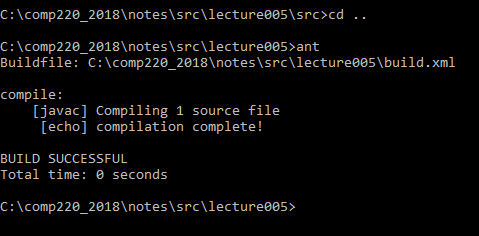 C:\comp220_2018\notes\src\lecture005\src>cd ..
C:\comp220_2018\notes\src\lecture005>ant
Buildfile: C:\comp220_2018\notes\src\lecture005\build.xml
compile:
[javac] Compiling 1 source file
[echo] compilation complete!
BUILD SUCCESSFUL
Total time: 0 seconds
C:\comp220_2018\notes\src\lecture005>